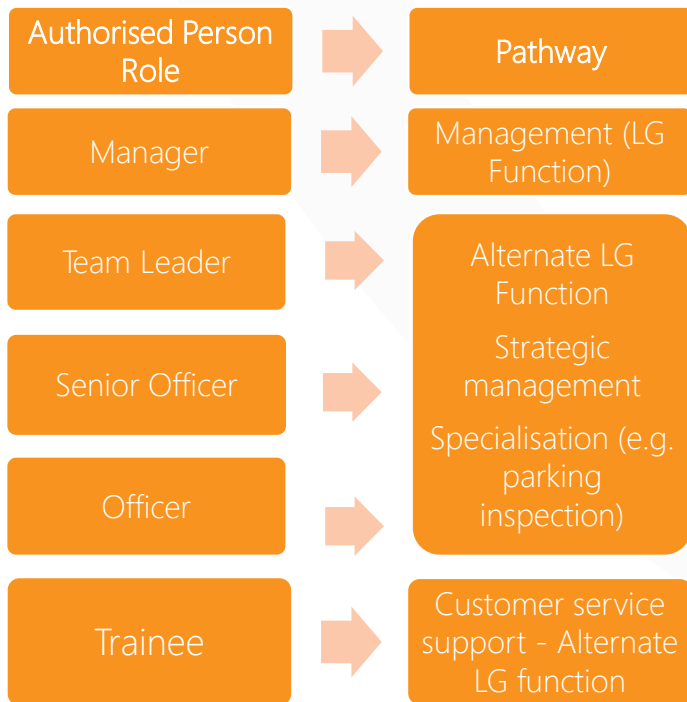 Authorised Person
Role
Pathway
Manager
Management (LG
Function)
Team Leader
Alternate LG
Function
Strategic
management
Specialisation (e.g.
parking
inspection)
Senior Officer
Officer
Trainee
Customer service
support - Alternate
LG function